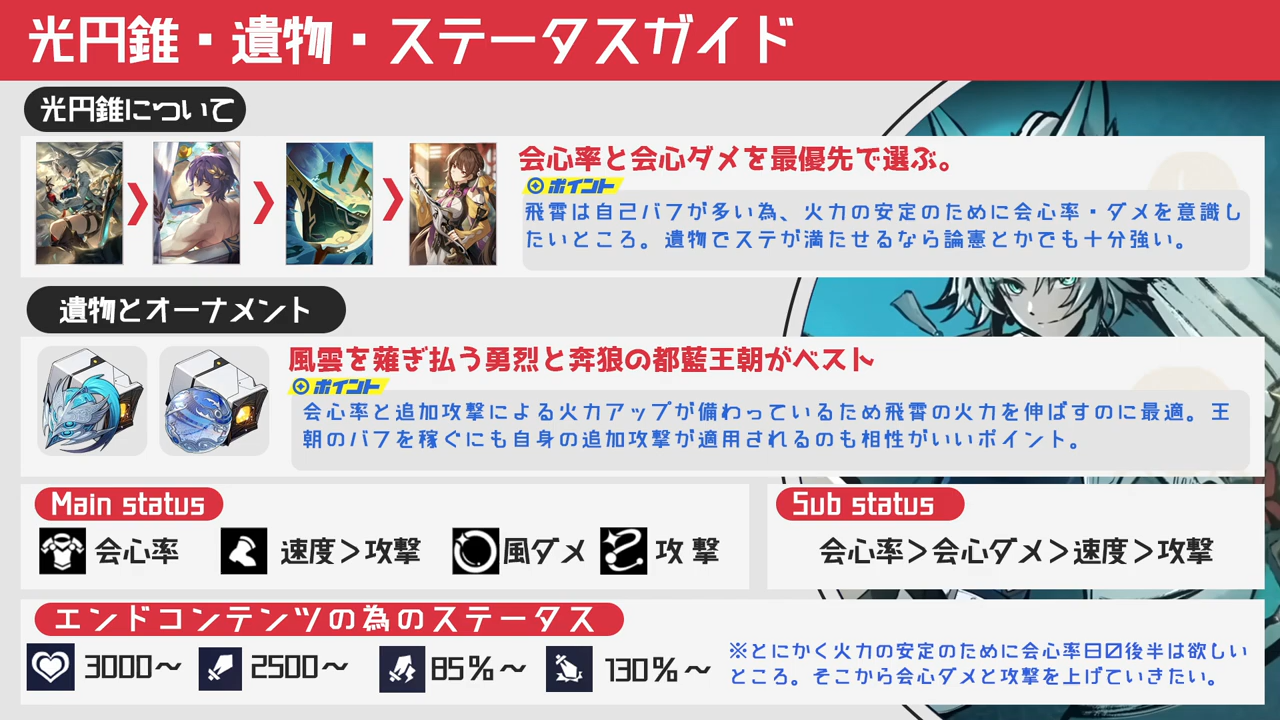 光円錐・遺物・ステータスガイド
光円錐について
会心率と会心ダメを最優先で選ぶ。
ポイント
飛霄は自己バフが多い為、火力の安定のために会心率・ダメを意識し
たいところ。遺物でステが満たせるなら論憲とかでも十分強い。
遺物とオーナメント
風雲を薙ぎ払う勇烈と奔狼の都藍王朝がベスト
ポイント
会心率と追加攻撃による火力アップが備わっているため飛霄の火力を伸ばすのに最適。王
朝のバフを稼ぐにも自身の追加攻撃が適用されるのも相性がいいポイント。
Main status
会心率 速度>攻撃 風ダメ 攻撃
Sub status
会心率>会心ダメ>速度>攻撃
エンドコンテンツの為のステータス
3000~ 2500~ 85%~ 130%~
※とにかく火力の安定のために会心率80後半は欲しい
ところ。そこから会心ダメと攻撃を上げていきたい。